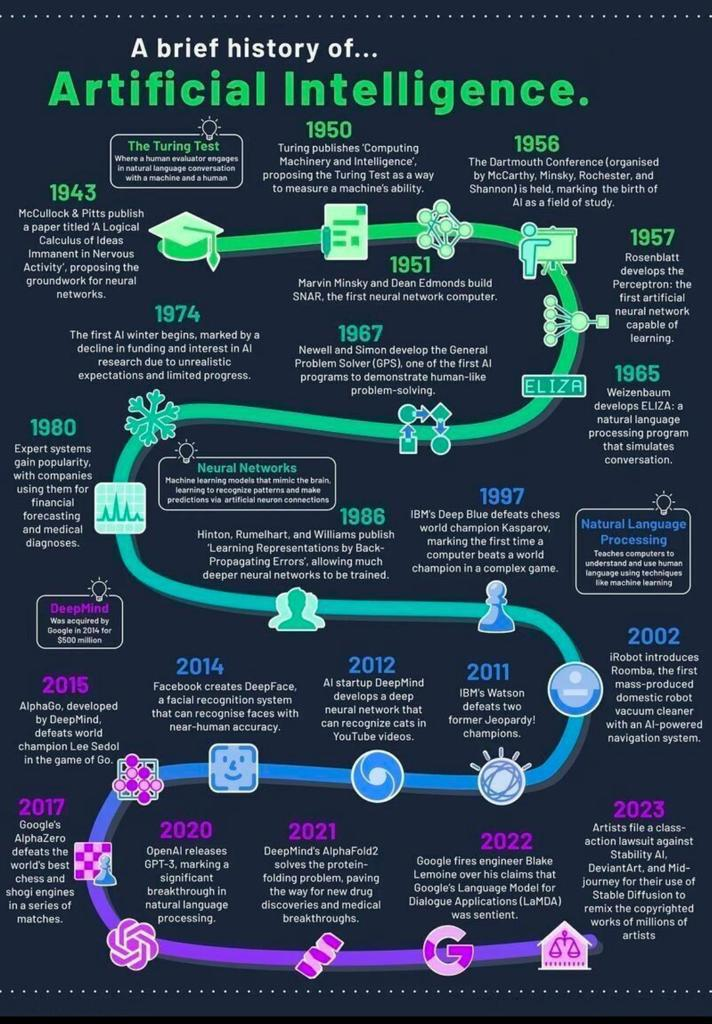 A brief history of...
Artificial Intelligence.
The Turing Test
Where a human evaluator engages
in natural language conversation
with a machine and a human
1943
McCullock & Pitts publish
a paper titled 'A Logical
Calculus of Ideas
Immanent in Nervous
Activity', proposing the
groundwork for neural
networks.
1950
Turing publishes 'Computing
Machinery and Intelligence',
proposing the Turing Test as a way
to measure a machine's ability.
1951
Marvin Minsky and Dean Edmonds build
SNAR, the first neural network computer.
1956
The Dartmouth Conference (organised
by McCarthy, Minsky, Rochester, and
Shannon) is held, marking the birth of
AI as a field of study.
1957
Rosenblatt
develops the
Perceptron: the
first artificial
neural network
capable of
learning.
ELIZA
1965
Weizenbaum
develops ELIZA: a
natural language
processing program
that simulates
conversation.
1967
Newell and Simon develop the General
Problem Solver (GPS), one of the first AI
programs to demonstrate human-like
problem-solving.
1974
The first AI winter begins, marked by a
decline in funding and interest in AI
research due to unrealistic
expectations and limited progress.
1980
Expert systems
gain popularity,
with companies
using them for
financial
forecasting
and medical
diagnoses.
Neural Networks
Machine learning models that mimic the brain,
learning to recognize patterns and make
predictions via artificial neuron connections
1986
Hinton, Rumelhart, and Williams publish
'Learning Representations by Back-
Propagating Errors', allowing much
deeper neural networks to be trained.
1997
IBM's Deep Blue defeats chess
world champion Kasparov,
marking the first time a
computer beats a world
champion in a complex game.
Natural Language
Processing
Teaches computers to
understand and use human
language using techniques
like machine learning
2002
iRobot introduces
Roomba, the first
mass-produced
domestic robot
vacuum cleaner
with an AI-powered
navigation system.
2011
IBM's Watson
defeats two
former Jeopardy!
champions.
2012
AI startup DeepMind
develops a deep
neural network that
can recognize cats in
YouTube videos.
2014
Facebook creates DeepFace,
a facial recognition system
that can recognise faces with
near-human accuracy.
DeepMind
Was acquired by
Google in 2014 for
$500 million
2015
AlphaGo, developed
by DeepMind,
defeats world
champion Lee Sedol
in the game of Go.
2017
Google's
AlphaZero
defeats the
world's best
chess and
shogi engines
in a series of
matches.
2020
OpenAI releases
GPT-3, marking a
significant
breakthrough in
natural language
processing.
2021
DeepMind's AlphaFold2
solves the protein-
folding problem, paving
the way for new drug
discoveries and medical
breakthroughs.
2022
Google fires engineer Blake
Lemoine over his claims that
Google's Language Model for
Dialogue Applications (LaMDA)
was sentient.
2023
Artists file a class-
action lawsuit against
Stability AI,
DeviantArt, and Mid-
journey for their use of
Stable Diffusion to
remix the copyrighted
works of millions of
artists